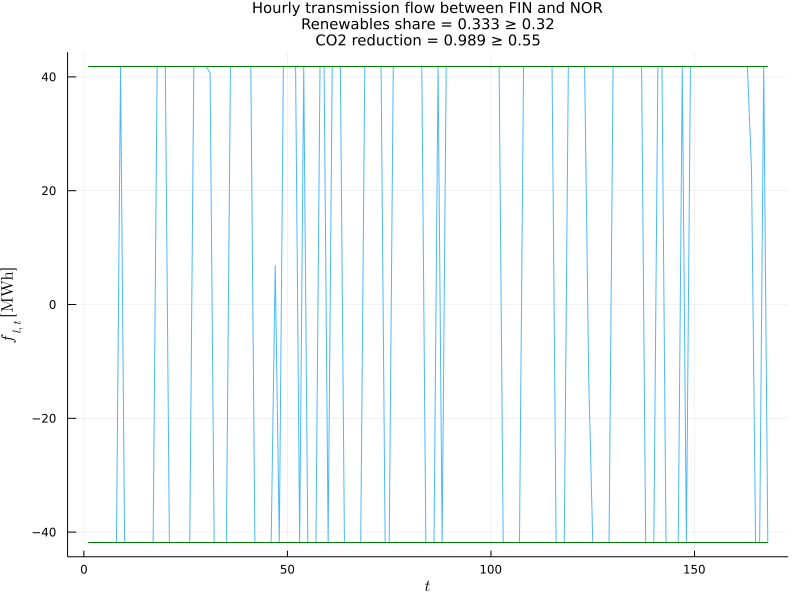 Hourly transmission flow between FIN and NOR
Renewables share = 0.333 ≥ 0.32
CO2 reduction = 0.989 ≥ 0.55
40
20
0
−20
−40
f l,t [MWh]
0 50 100 150
t